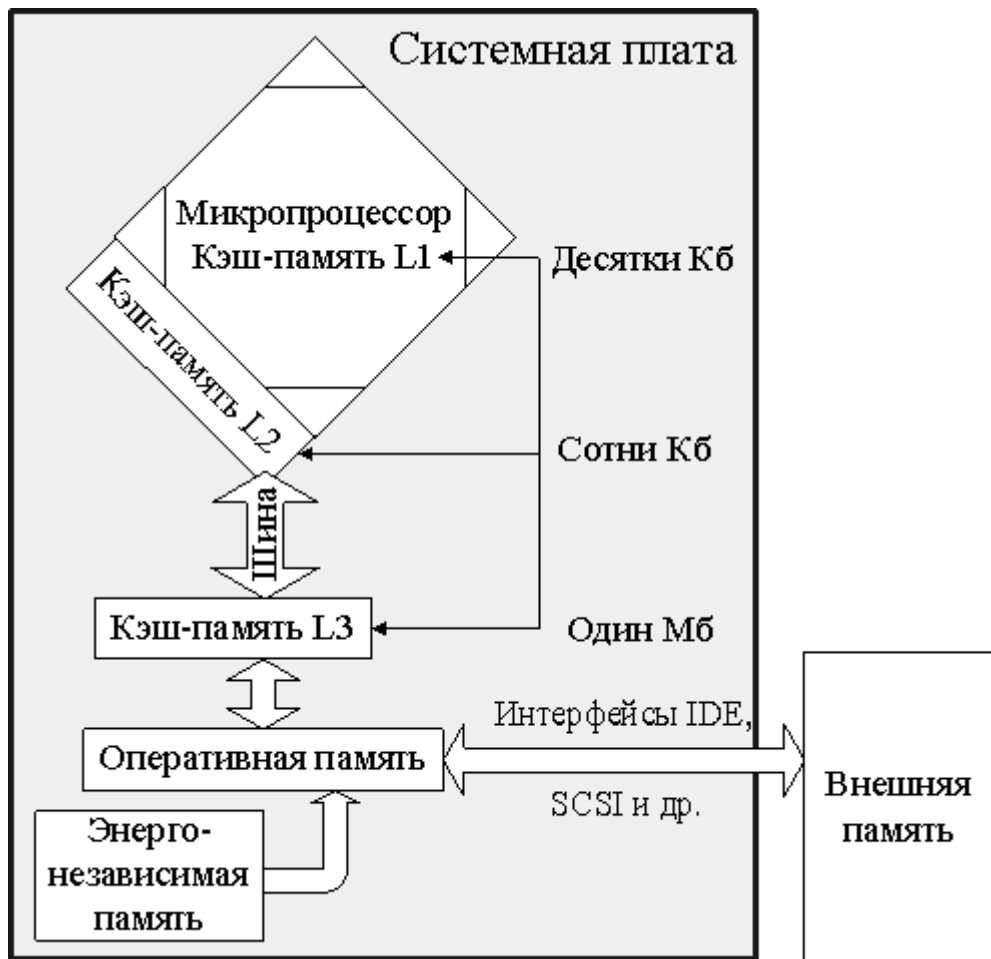 Системная плата
Микропроцессор
Кэш-память L1
Десятки Кб
Кэш-память L2
Сотни Кб
Шина
Кэш-память L3
Один Мб
Интерфейсы IDE,
Оперативная память
SCSI и др.
Внешняя
память
Энерго-
независимая
память